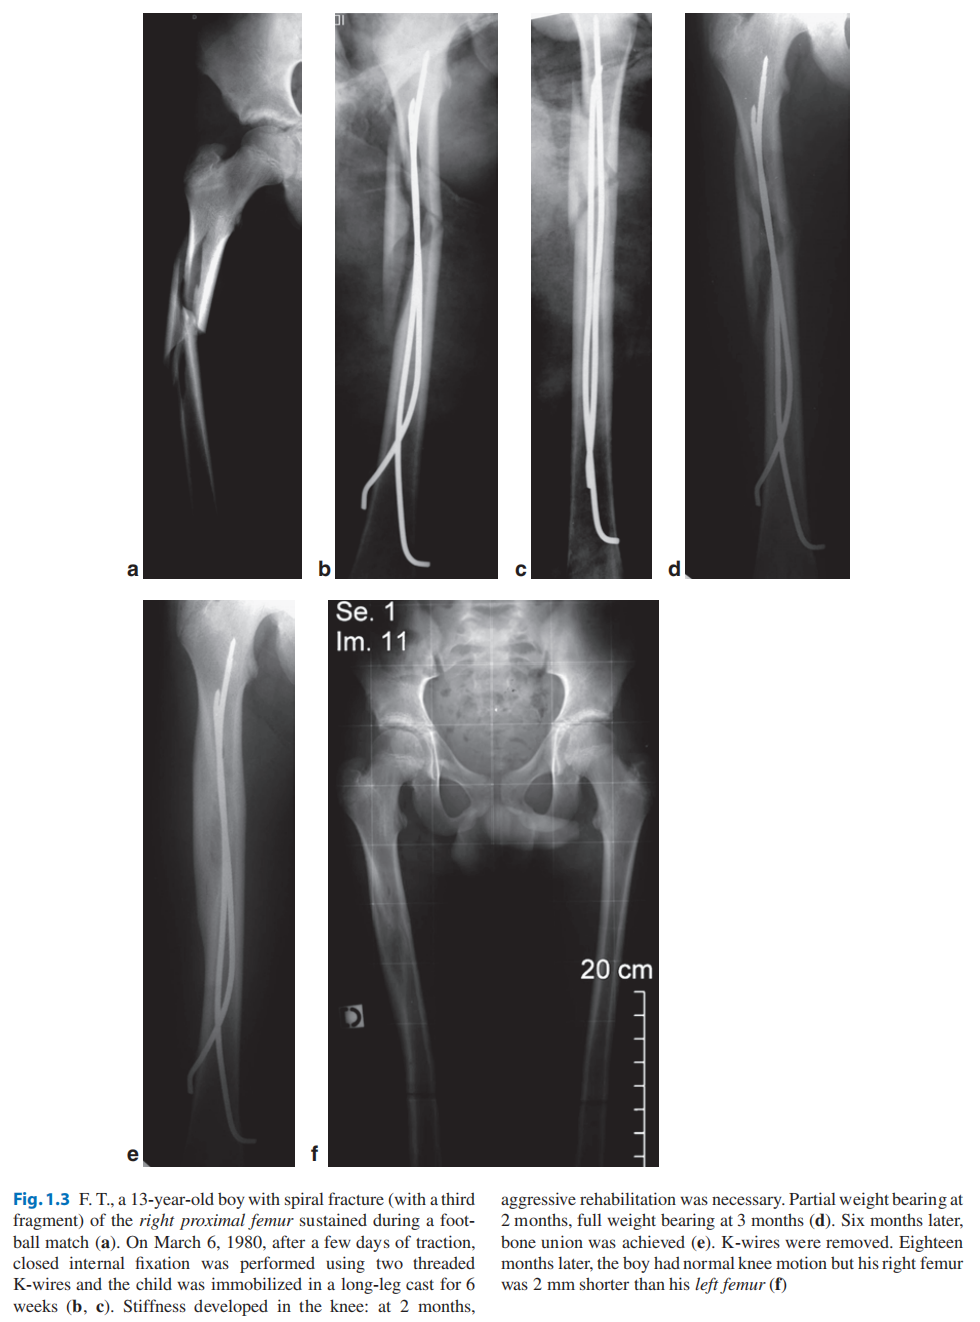 DI
a
b
c
d
Se. 1
Im. 11
20 cm
e
f
Fig. 1.3 F. T., a 13-year-old boy with spiral fracture (with a third
fragment) of the right proximal femur sustained during a foot-
ball match (a). On March 6, 1980, after a few days of traction,
closed internal fixation was performed using two threaded
K-wires and the child was immobilized in a long-leg cast for 6
weeks (b, c). Stiffness developed in the knee: at 2 months,
aggressive rehabilitation was necessary. Partial weight bearing at
2 months, full weight bearing at 3 months (d). Six months later,
bone union was achieved (e). K-wires were removed. Eighteen
months later, the boy had normal knee motion but his right femur
was 2 mm shorter than his left femur (f)